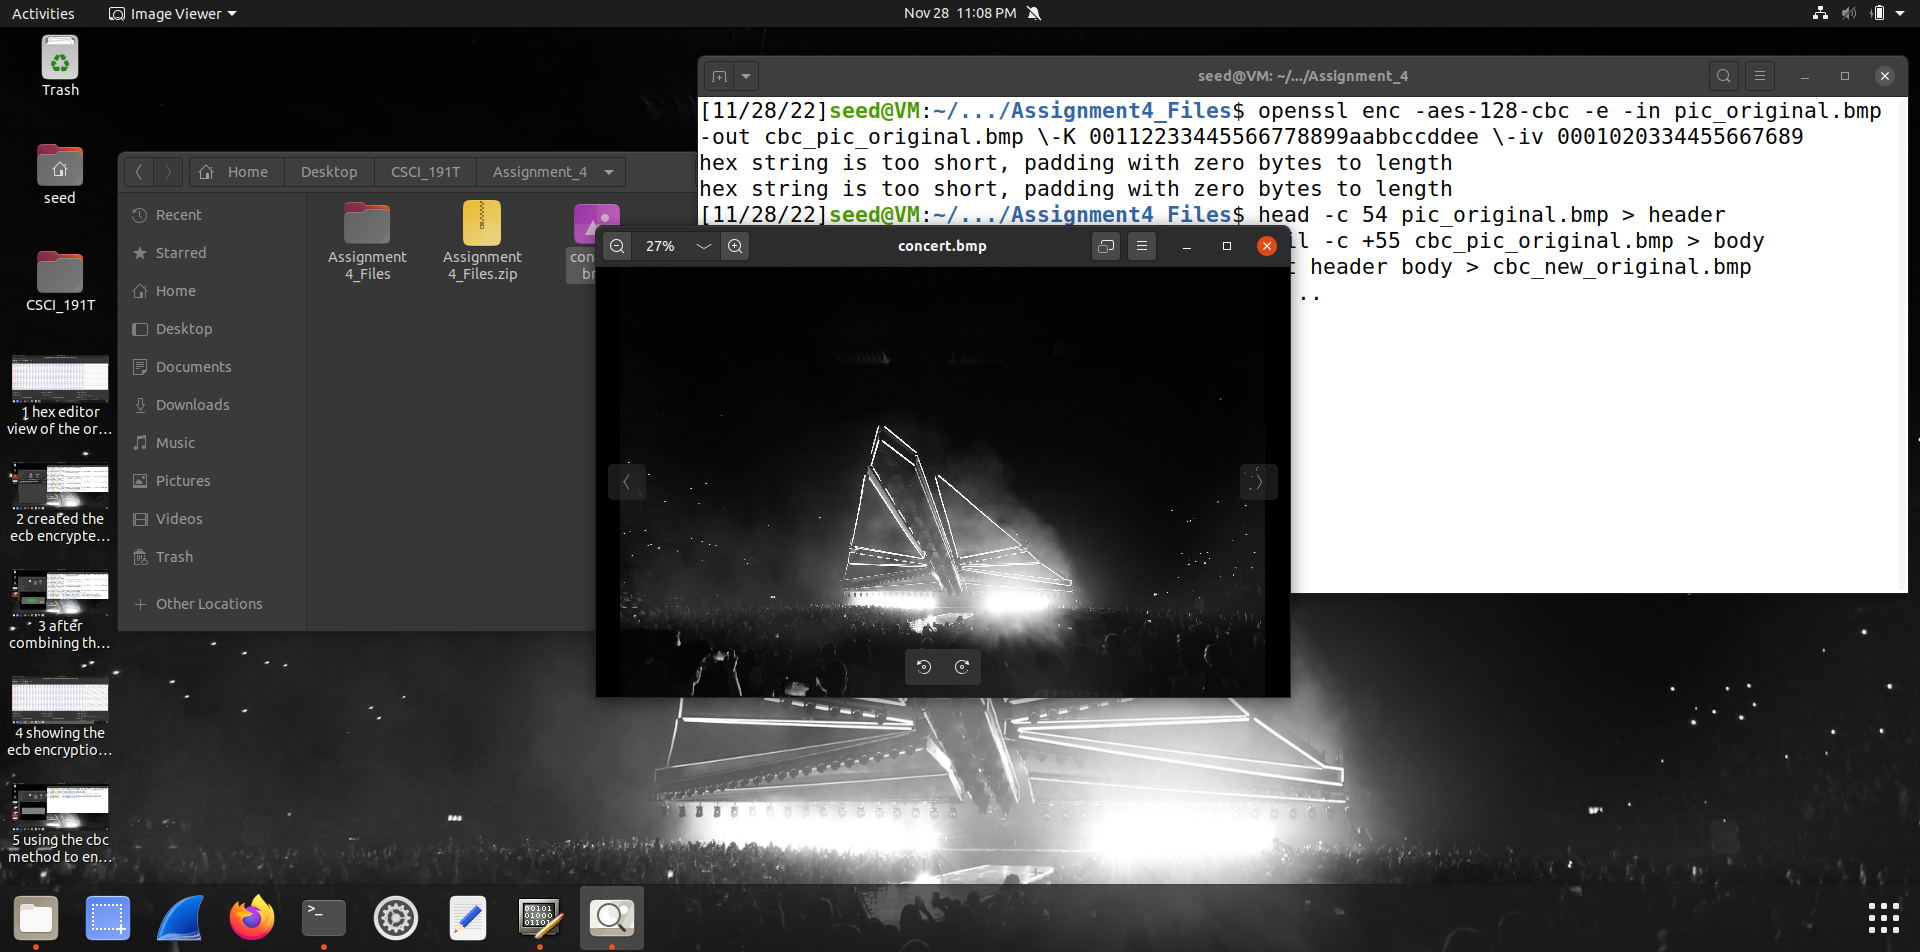 Activities
Image Viewer
Nov 28 11:08 PM
Trash
seed
CSCI_191T
1 hex editor
view of the or…
2 created the
ecb encrypte…
3 after
combining th…
4 showing the
ecb encryptio…
5 using the cbc
method to en…
Home
Desktop
CSCI_191T
Assignment_4
Recent
Starred
Home
Desktop
Documents
Downloads
Music
Pictures
Videos
Trash
Other Locations
Assignment
4_Files
Assignment
4_Files.zip
seed@VM: ~/.../Assignment_4
[11/28/22]seed@VM:~/.../Assignment4_Files$ openssl enc -aes-128-cbc -e -in pic_original.bmp
-out cbc_pic_original.bmp \-K 00112233445566778899aabbccddee \-iv 0001020334455667689
hex string is too short, padding with zero bytes to length
hex string is too short, padding with zero bytes to length
[11/28/22]seed@VM:~/.../Assignment4_Files$ head -c 54 pic_original.bmp > header
il -c +55 cbc_pic_original.bmp > body
t header body > cbc_new_original.bmp
..
27%
concert.bmp
>_